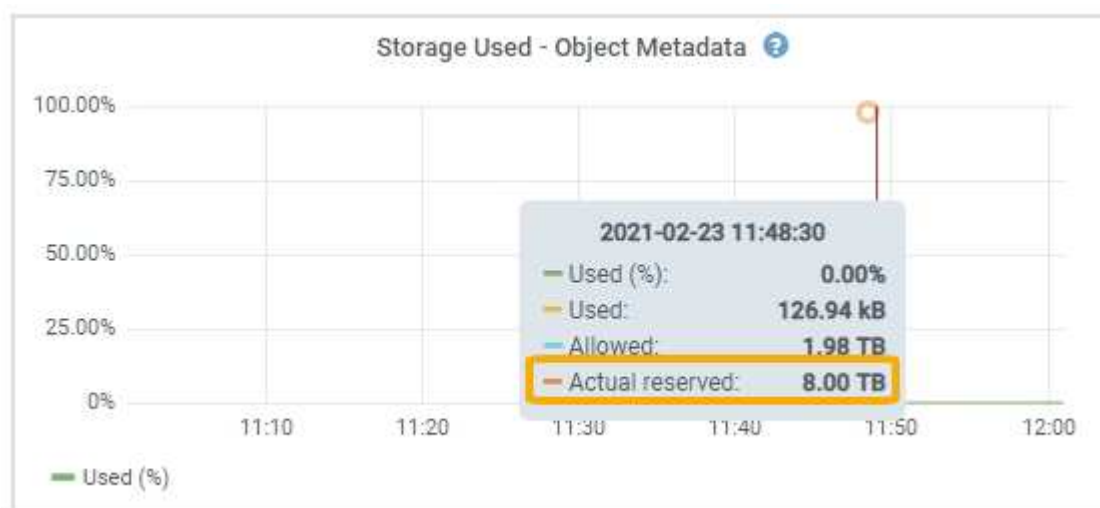 Storage Used - Object Metadata
100.00%
75.00%
50.00%
25.00%
0%
2021-02-23 11:48:30
Used (%): 0.00%
Used: 126.94 kB
Allowed: 1.98 TB
Actual reserved: 8.00 TB
11:10 11:20 11:30 11:40 11:50 12:00
Used (%)